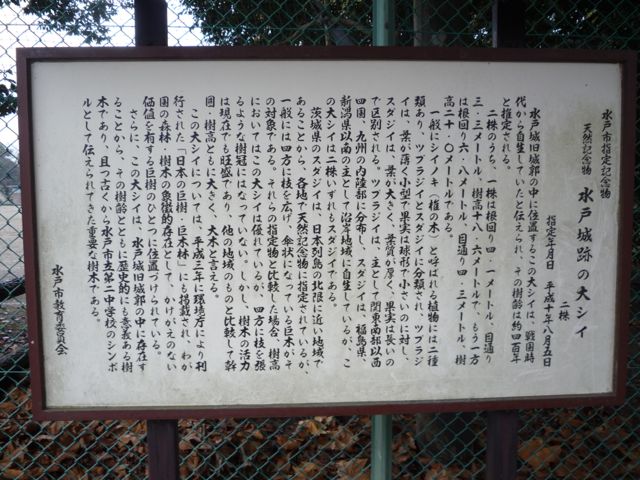 水戸市指定記念物
天然記念物
水戸城跡の大シイ
二株
指定年月日 平成十年八月五日
水戸城旧城郭の中に位置するこの大シイは、戦国時
代から自生していたと伝えられ、その樹齢は約四百年
と推定される。
二株のうち、一株は根回り四・一メートル、目通り
三・三メートル、樹高十八・六メートルで、もう一方
は根回り六・八メートル、目通り四・三メートル、樹
高二十・〇メートルである。
一般にシイノキ(椎の木)と呼ばれる植物には二種
類あり、ツブラジイとスダジイに分類され、ツブラジ
イは、葉が薄く小型で果実は球形で小さいのに対し、
スダジイは、葉が大きく、葉質も厚く、果実は長いの
で区別される。ツブラジイは、主として関東南部以西
四国、九州の内陸部に分布し、スダジイは、福島県、
新潟県以南の主として沿岸地域に自生しているが、こ
の大シイは二株いずれもスダジイである。
茨城県のスダジイは、日本列島の北限に近い地域で
あることから、各地で天然記念物に指定されているが、
一般には四方に枝を広げ、傘状になっている巨木がそ
の対象である。それらの指定物と比較した場合、樹高
においてはこの大シイは優れているが、四方に枝を張
るような樹冠にはなっていない。しかし、樹木の活力
は現在でも旺盛であり、他の地域のものと比較して幹
囲・樹高ともに大きく、大木と言える。
この大シイについては、平成三年に環境庁により刊
行された「日本の巨樹・巨木林」にも掲載され、わが
国の森林・樹木の象徴的存在として、かけがえのない
価値を有する巨樹のひとつに位置づけられている。
さらに、この大シイは、水戸城旧城郭の中に存在す
ることから、その樹齢とともに歴史的にも意義ある樹
木であり、且つ古くから水戸市立第二中学校のシンボ
ルとして伝えられてきた重要な樹木である。
水戸市教育委員会